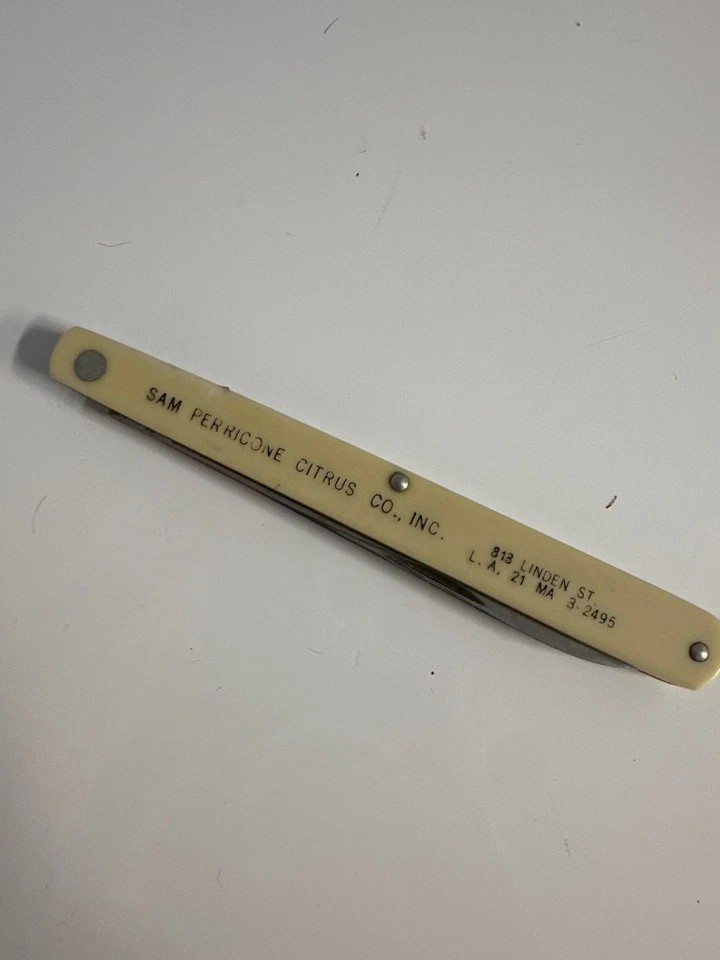 SAM PERRICONE CITRUS CO., INC.
813 LINDEN ST.
L. A. 21 MA 3-2495